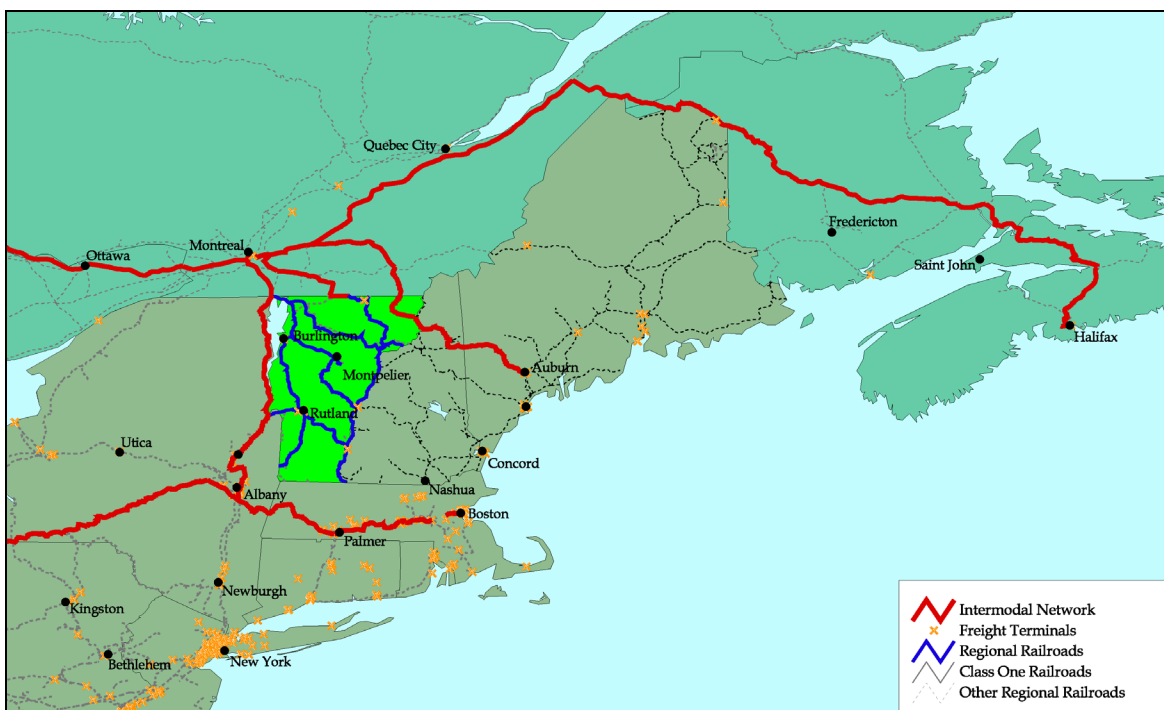 Quebec City
Montreal
Ottawa
Fredericton
Saint John
Halifax
Burlington
Montpelier
Auburn
Rutland
Utica
Concord
Albany
Nashua
Boston
Palmer
Newburgh
Kingston
New York
Bethlehem
Intermodal Network
Freight Terminals
Regional Railroads
Class One Railroads
Other Regional Railroads